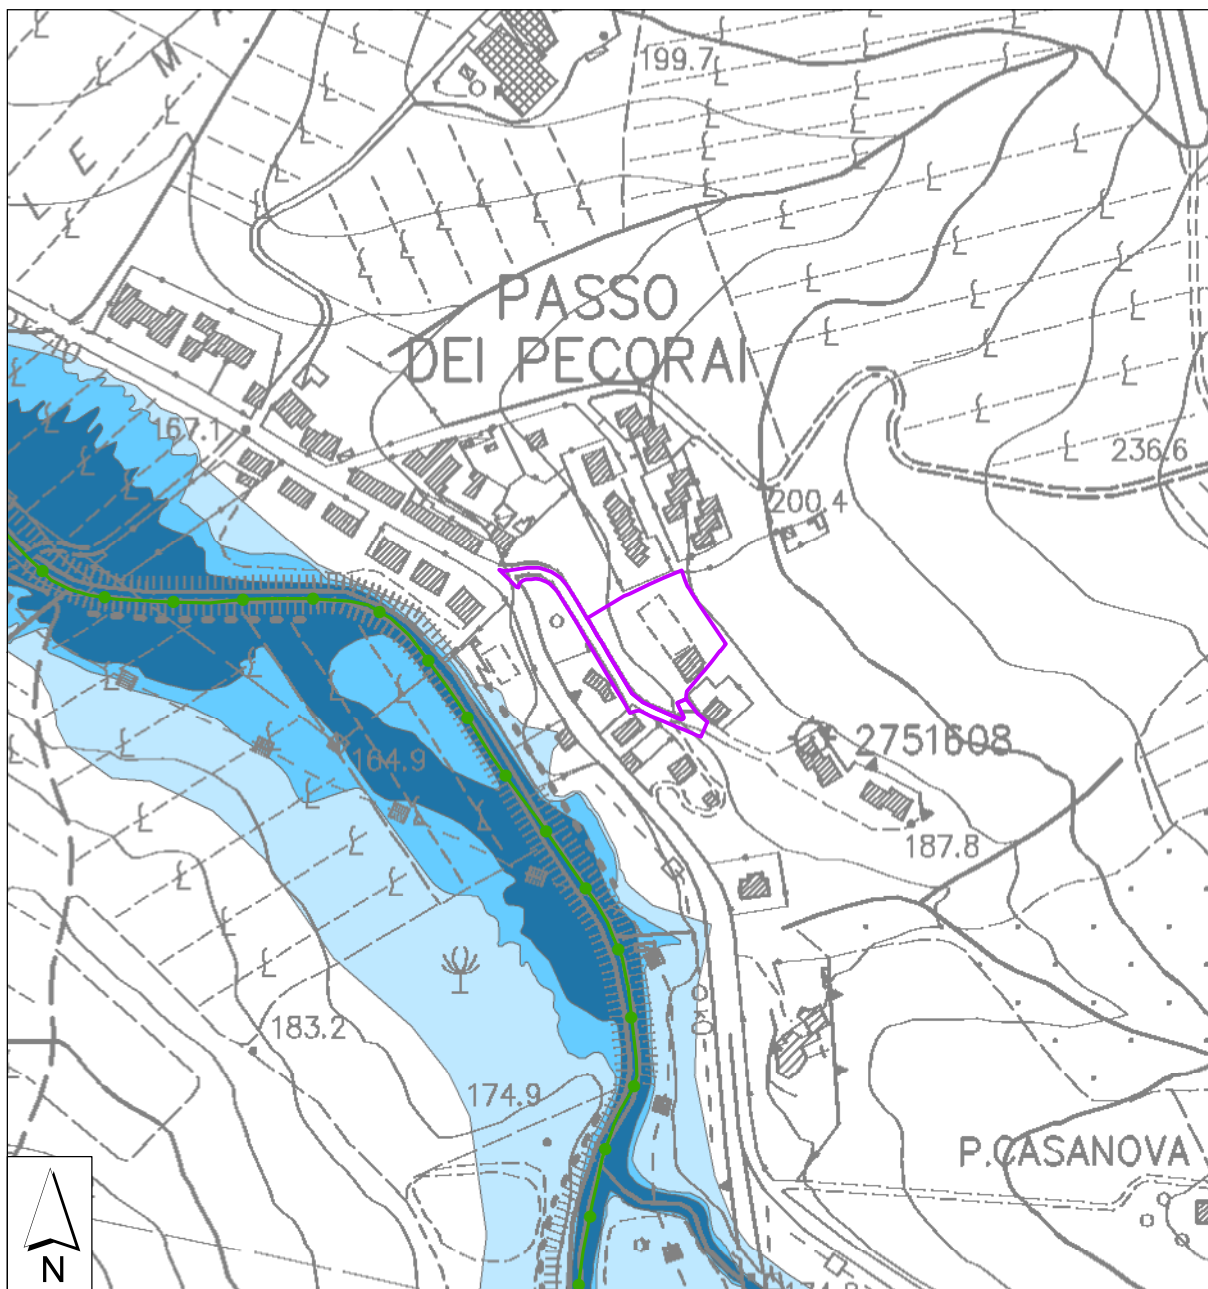 199.7
L E M
PASSO
DEI PECORAI
167.1
236.6
200.4
2751608
164.9
187.8
183.2
174.9
P.CASANOVA
N